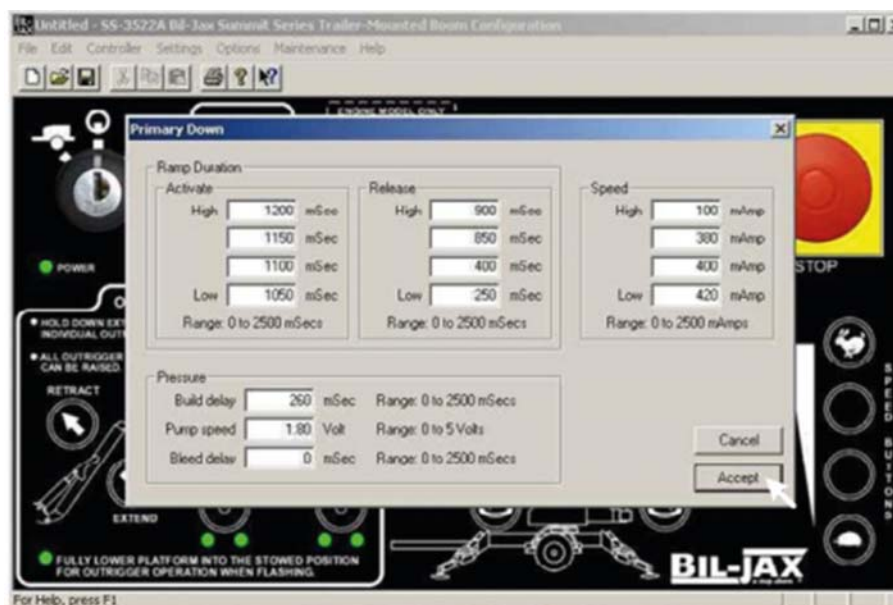 Untitled - SS-3522A Bil-Jax Summit Series Trailer-Mounted Boom Configuration
File Edit Controller Settings Options Maintenance Help
ENGINE MODEL ONLY
Primary Down
Ramp Duration
Activate
High 1200 mSec
1150 mSec
1100 mSec
Low 1050 mSec
Range: 0 to 2500 mSecs
Release
High 900 mSec
850 mSec
400 mSec
Low 250 mSec
Range: 0 to 2500 mSecs
Speed
High 100 mAmp
380 mAmp
400 mAmp
Low 420 mAmp
Range: 0 to 2500 mAmps
Pressure
Build delay 260 mSec Range: 0 to 2500 mSecs
Pump speed 1.80 Volt Range: 0 to 5 Volts
Bleed delay 0 mSec Range: 0 to 2500 mSecs
Cancel
Accept
POWER
STOP
HOLD DOWN
INDIVIDUAL
ALL OUTRIGGER
CAN BE RAISED.
RETRACT
EXTEND
SPEED BUTTONS
FULLY LOWER PLATFORM INTO THE STOWED POSITION
FOR OUTRIGGER OPERATION WHEN FLASHING.
BIL-JAX
For Help, press F1